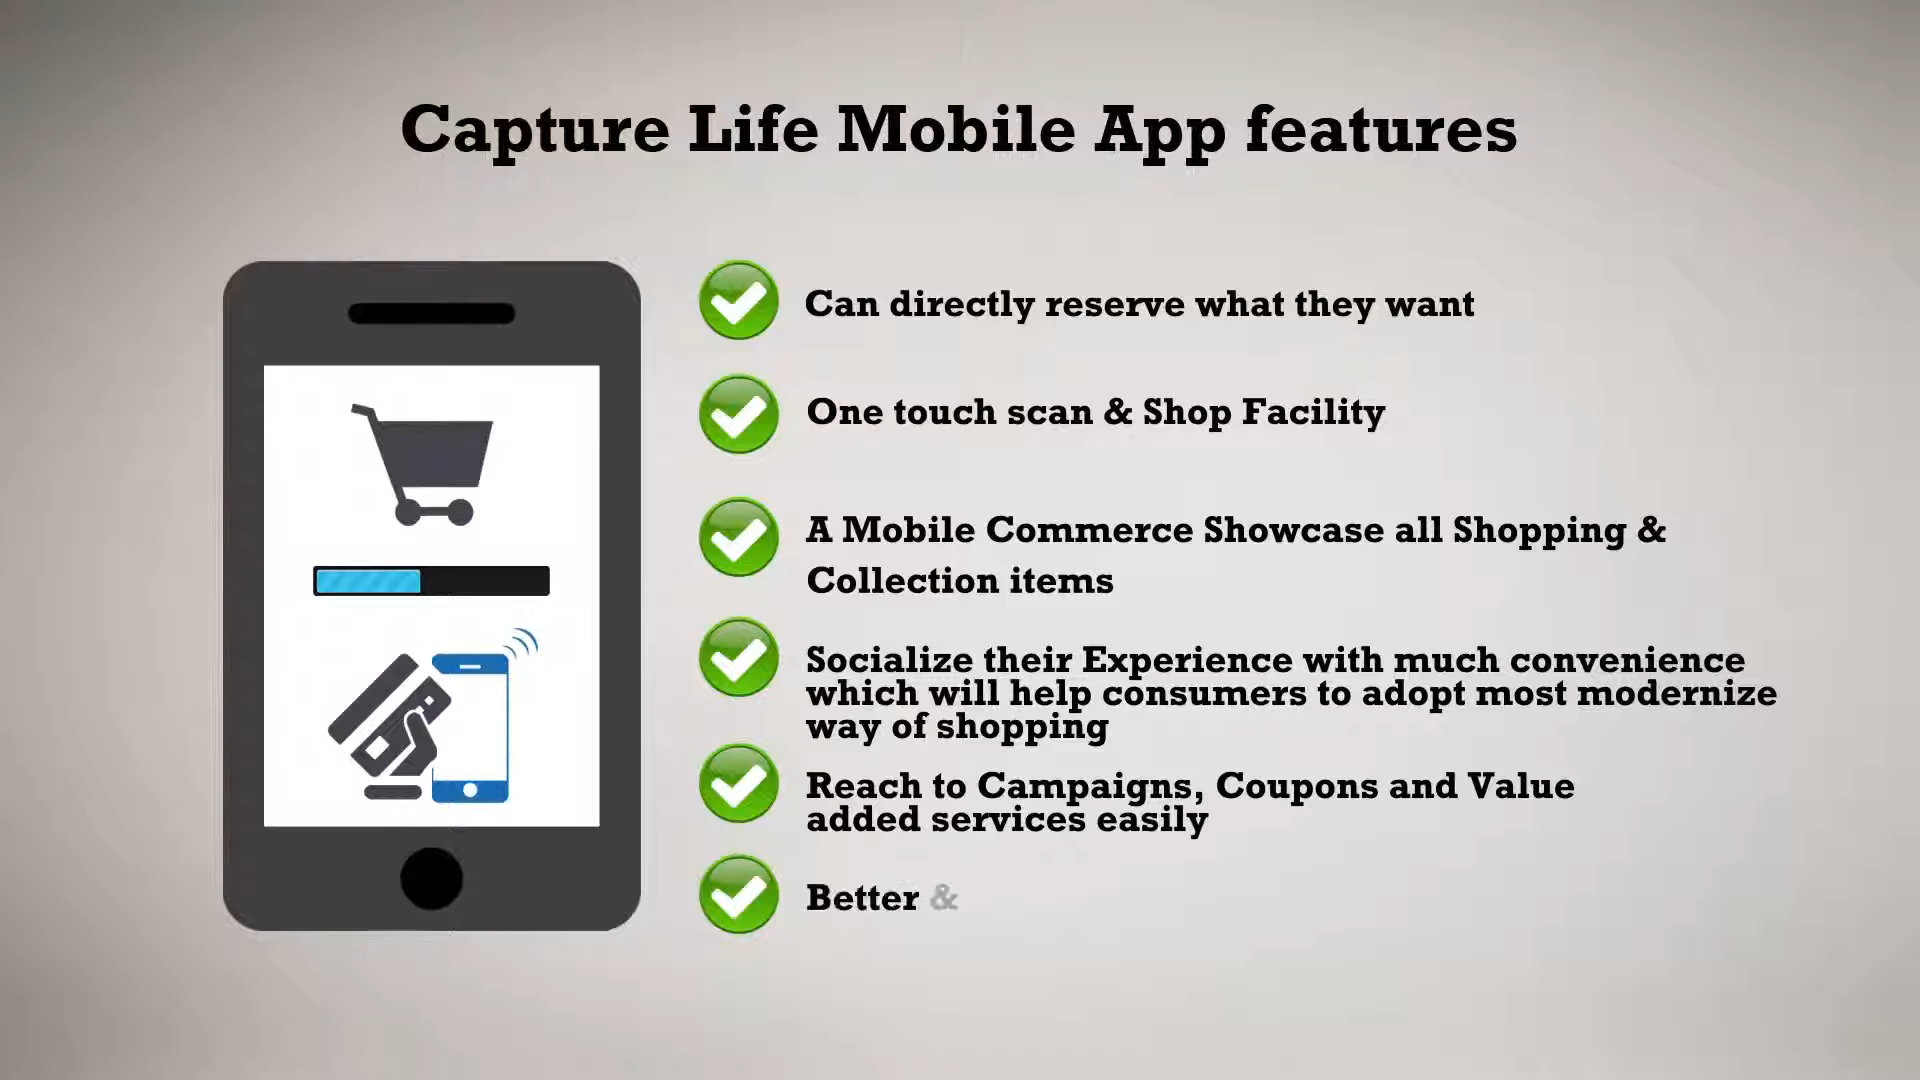 Capture Life Mobile App features
Can directly reserve what they want
One touch scan & Shop Facility
A Mobile Commerce Showcase all Shopping &
Collection items
Socialize their Experience with much convenience
which will help consumers to adopt most modernize
way of shopping
Reach to Campaigns, Coupons and Value
added services easily
Better &